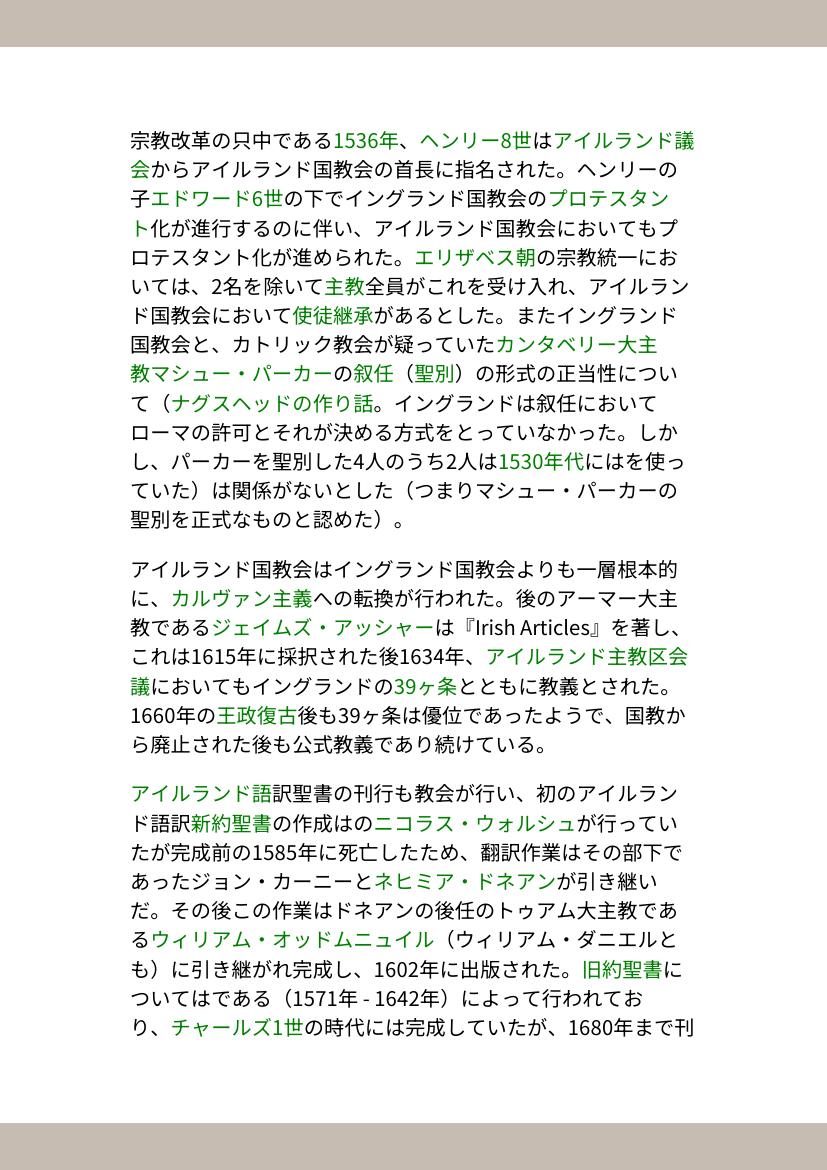 宗教改革の只中である1536年、ヘンリー8世はアイルランド議
会からアイルランド国教会の首長に指名された。ヘンリーの
子エドワード6世の下でイングランド国教会のプロテスタン
ト化が進行するのに伴い、アイルランド国教会においてもプ
ロテスタント化が進められた。エリザベス朝の宗教統一にお
いては、2名を除いて主教全員がこれを受け入れ、アイルラン
ド国教会において使徒継承があるとした。またイングランド
国教会と、カトリック教会が疑っていたカンタベリー大主
教マシュー・パーカーの叙任（聖別）の形式の正当性につい
て（ナグスヘッドの作り話。イングランドは叙任において
ローマの許可とそれが決める方式をとっていなかった。しか
し、パーカーを聖別した4人のうち2人は1530年代にはを使っ
ていた）は関係がないとした（つまりマシュー・パーカーの
聖別を正式なものと認めた）。
アイルランド国教会はイングランド国教会よりも一層根本的
に、カルヴァン主義への転換が行われた。後のアーマー大主
教であるジェイムズ・アッシャーは『Irish Articles』を著し、
これは1615年に採択された後1634年、アイルランド主教区会
議においてもイングランドの39ヶ条とともに教義とされた。
1660年の王政復古後も39ヶ条は優位であったようで、国教か
ら廃止された後も公式教義であり続けている。
アイルランド語訳聖書の刊行も教会が行い、初のアイルラン
ド語訳新約聖書の作成はのニコラス・ウォルシュが行ってい
たが完成前の1585年に死亡したため、翻訳作業はその部下で
あったジョン・カーニーとネヒミア・ドネアンが引き継い
だ。その後この作業はドネアンの後任のトゥアム大主教であ
るウィリアム・オッドムニュイル（ウィリアム・ダニエルと
も）に引き継がれ完成し、1602年に出版された。旧約聖書に
ついてはである（1571年 - 1642年）によって行われてお
り、チャールズ1世の時代には完成していたが、1680年まで刊